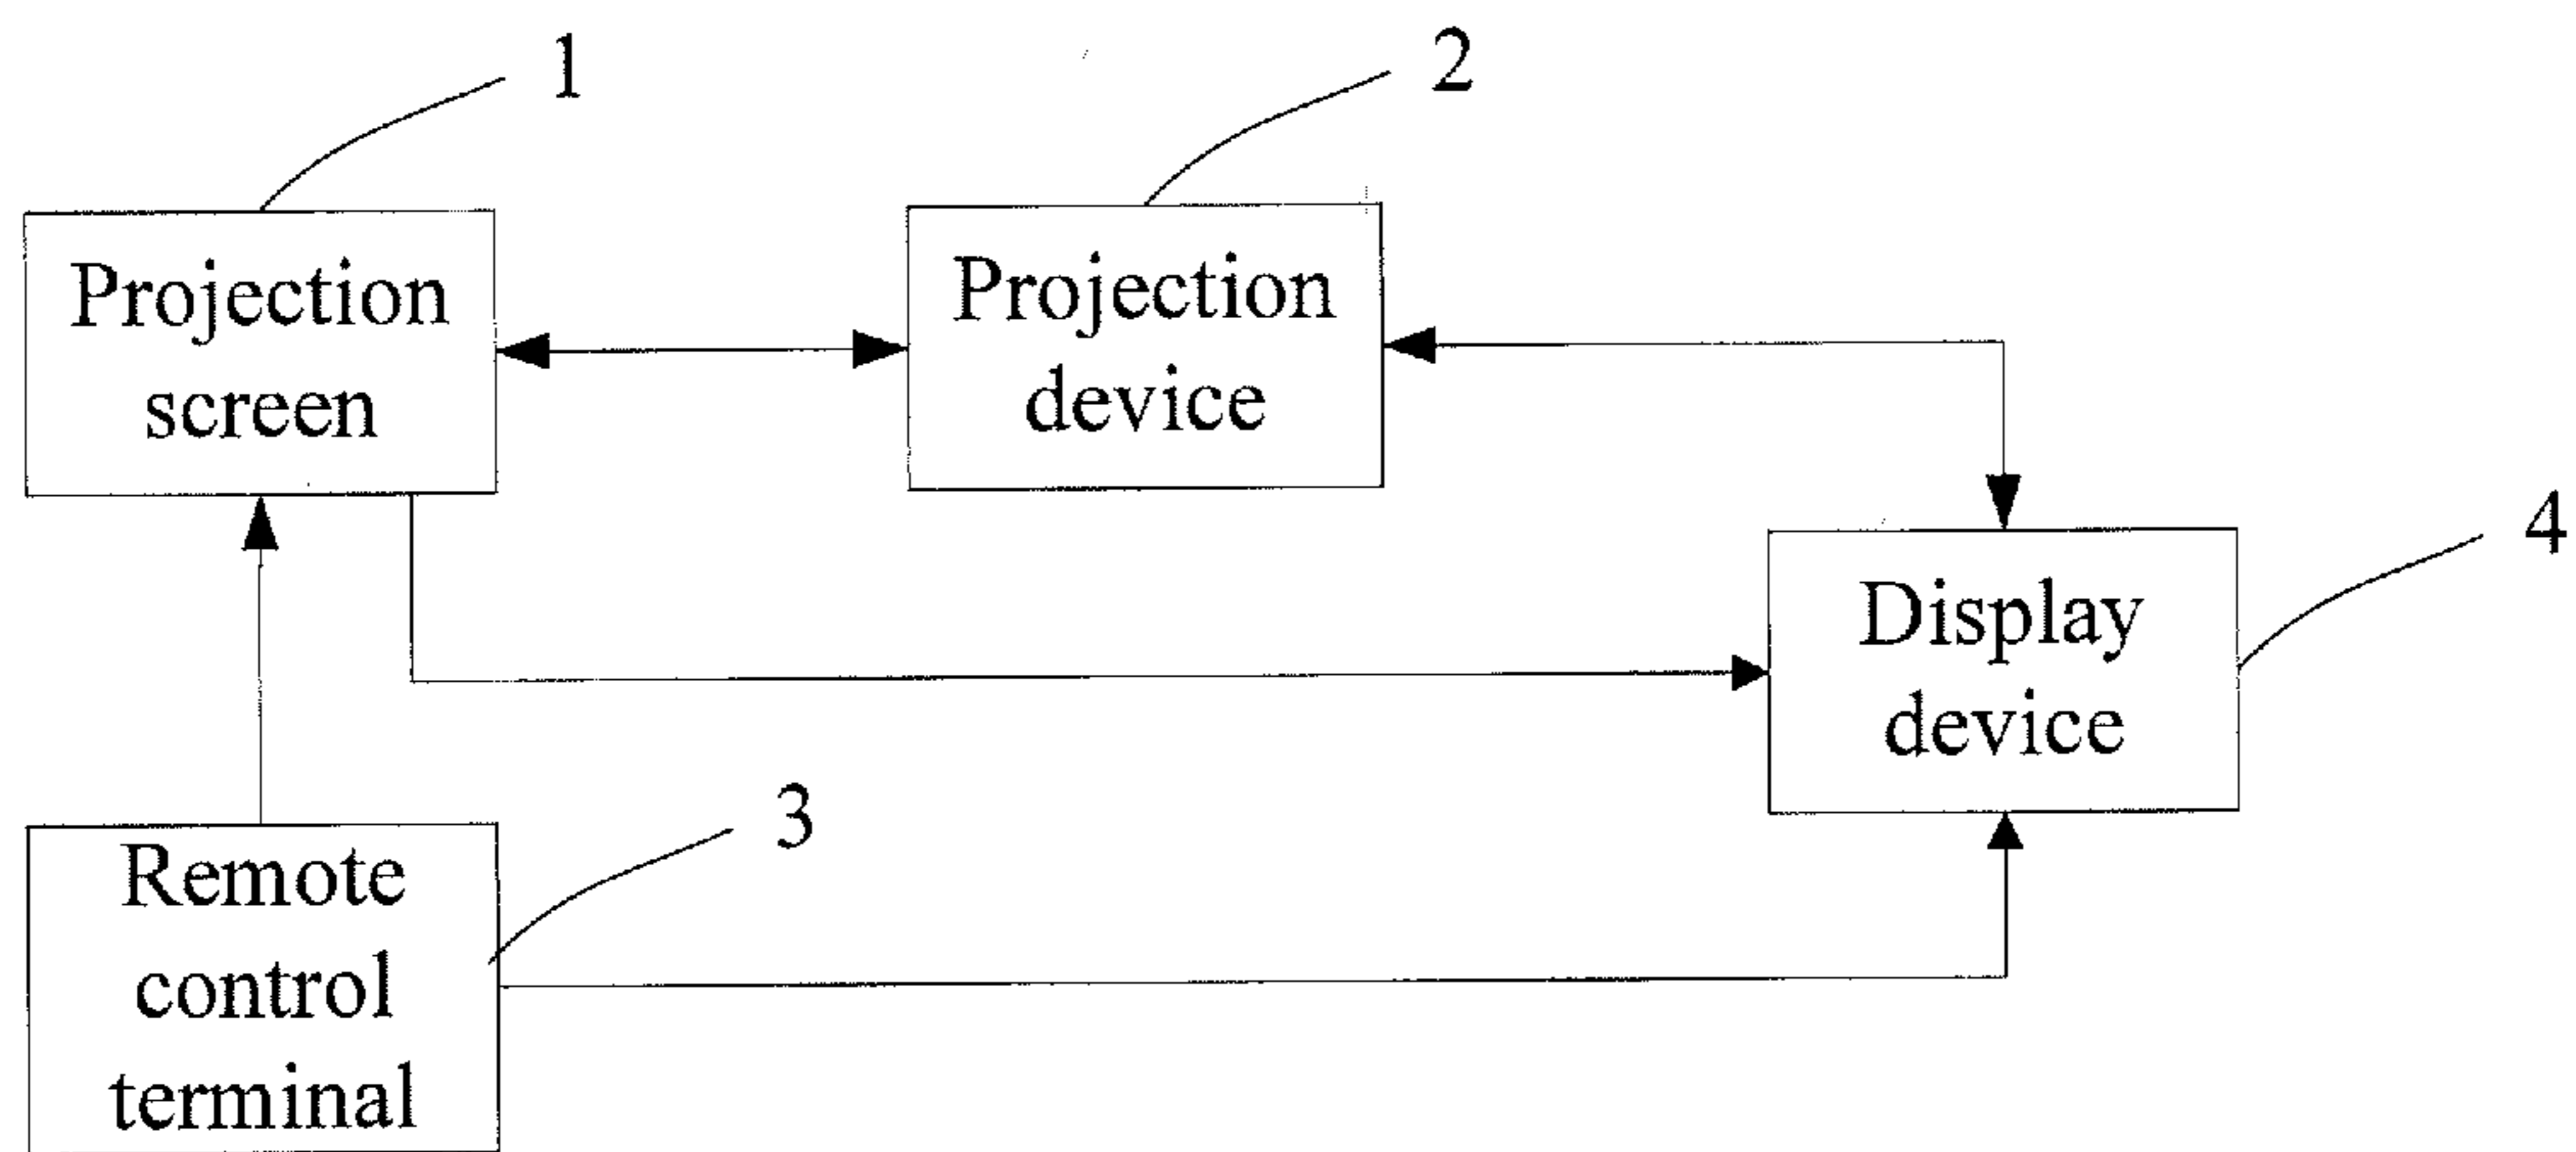 1
2
Projection
screen
Projection
device
4
Display
device
3
Remote
control
terminal